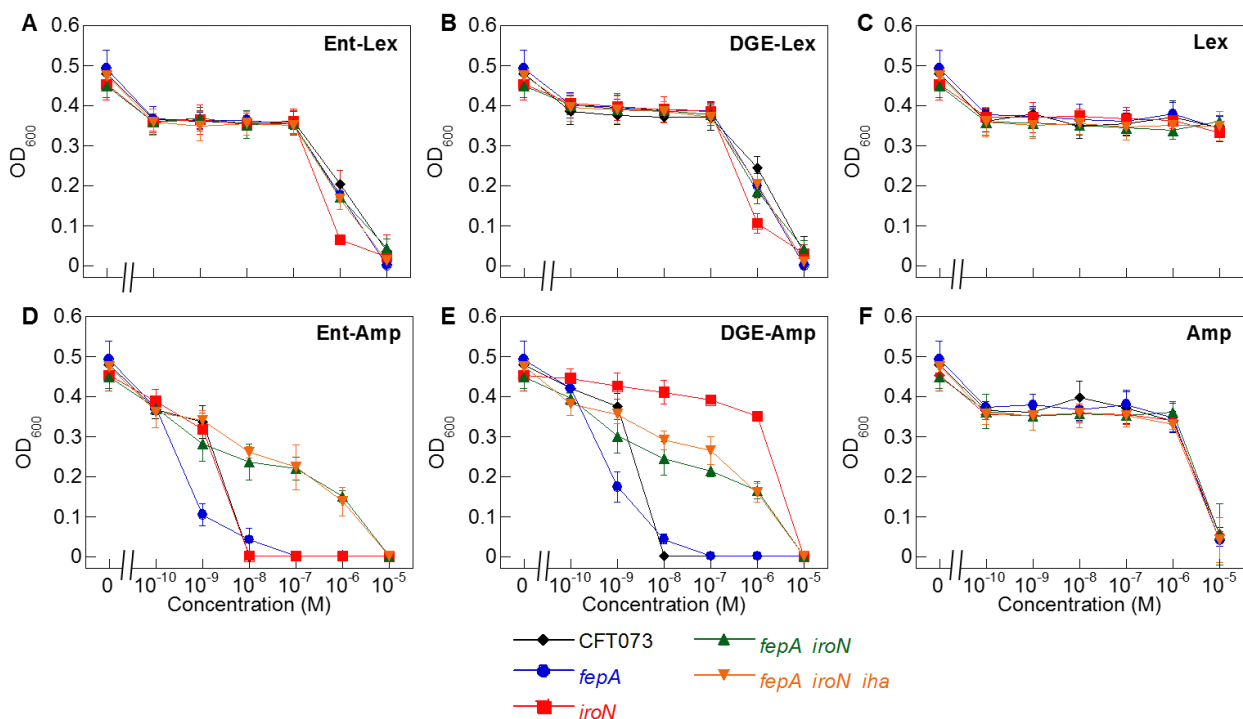 A
Ent-Lex
0.6
0.5
0.4
0.3
0.2
0.1
0
OD600
B
DGE-Lex
C
Lex
0.6
0.5
0.4
0.3
0.2
0.1
0
OD600
0.6
0.5
0.4
0.3
0.2
0.1
0
OD600
D
Ent-Amp
0.6
0.5
0.4
0.3
0.2
0.1
0
OD600
0 10-10 10-9 10-8 10-7 10-6 10-5
Concentration (M)
E
DGE-Amp
0.6
0.5
0.4
0.3
0.2
0.1
0
OD600
0 10-10 10-9 10-8 10-7 10-6 10-5
Concentration (M)
F
Amp
0.6
0.5
0.4
0.3
0.2
0.1
0
OD600
0 10-10 10-9 10-8 10-7 10-6 10-5
Concentration (M)
CFT073
fepA
iroN
fepA iroN
fepA iroN iha